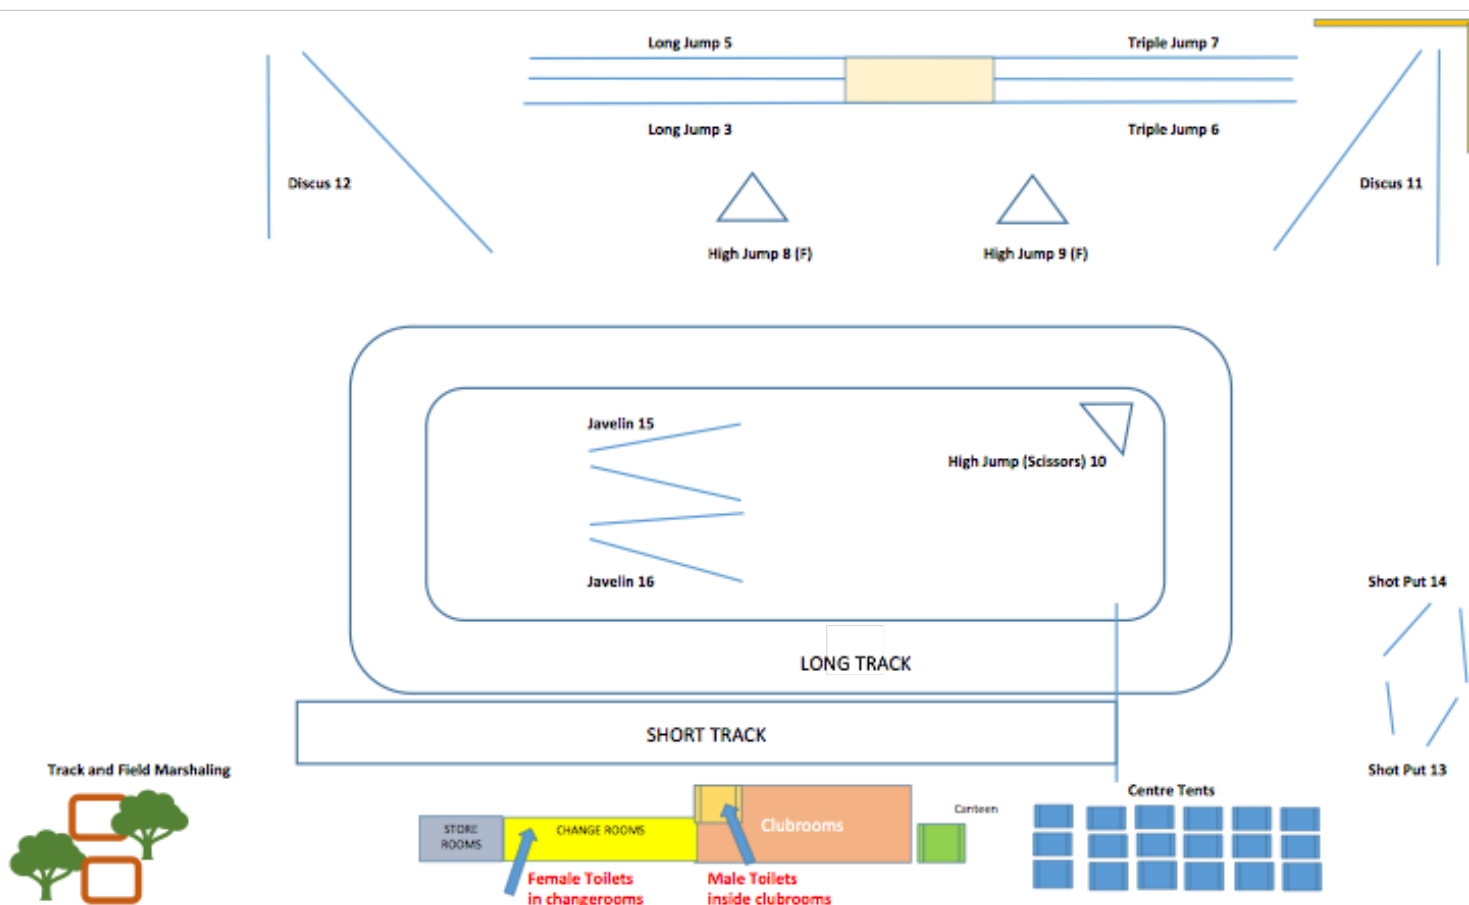 Long Jump 5
Triple Jump 7
Long Jump 3
Triple Jump 6
Discus 12
Discus 11
High Jump 8 (F)
High Jump 9 (F)
Javelin 15
High Jump (Scissors) 10
Javelin 16
Shot Put 14
LONG TRACK
SHORT TRACK
Track and Field Marshaling
Shot Put 13
Centre Tents
Canteen
STORE
ROOMS
CHANGE ROOMS
Clubrooms
Female Toilets
in changerooms
Male Toilets
inside clubrooms